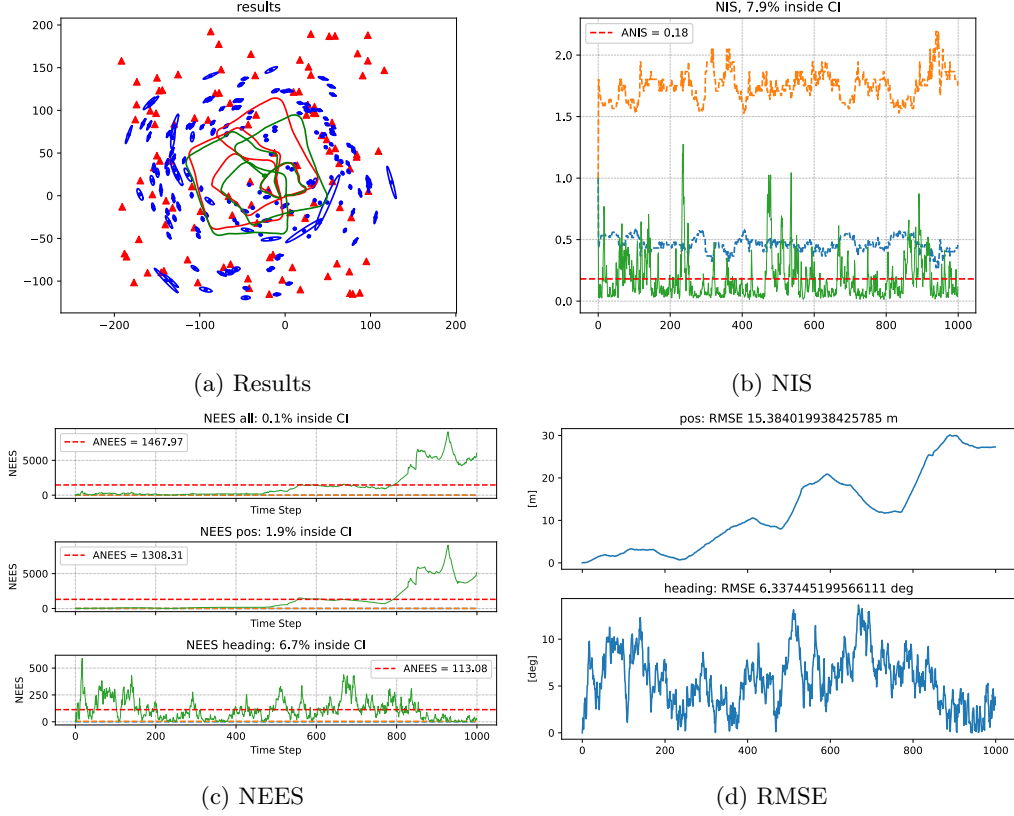 results
200
150
100
50
0
−50
−100
−200
−100
0
100
200
(a) Results
NIS, 7.9% inside CI
ANIS = 0.18
2.0
1.5
1.0
0.5
0.0
0
200
400
600
800
1000
(b) NIS
NEES all: 0.1% inside CI
ANEES = 1467.97
NEES
5000
0
Time Step
NEES pos: 1.9% inside CI
ANEES = 1308.31
NEES
5000
0
NEES heading: 6.7% inside CI
ANEES = 113.08
NEES
500
250
0
0
200
400
600
800
1000
Time Step
(c) NEES
pos: RMSE 15.384019938425785 m
[m]
30
20
10
0
heading: RMSE 6.337445199566111 deg
[deg]
10
5
0
0
200
400
600
800
1000
(d) RMSE